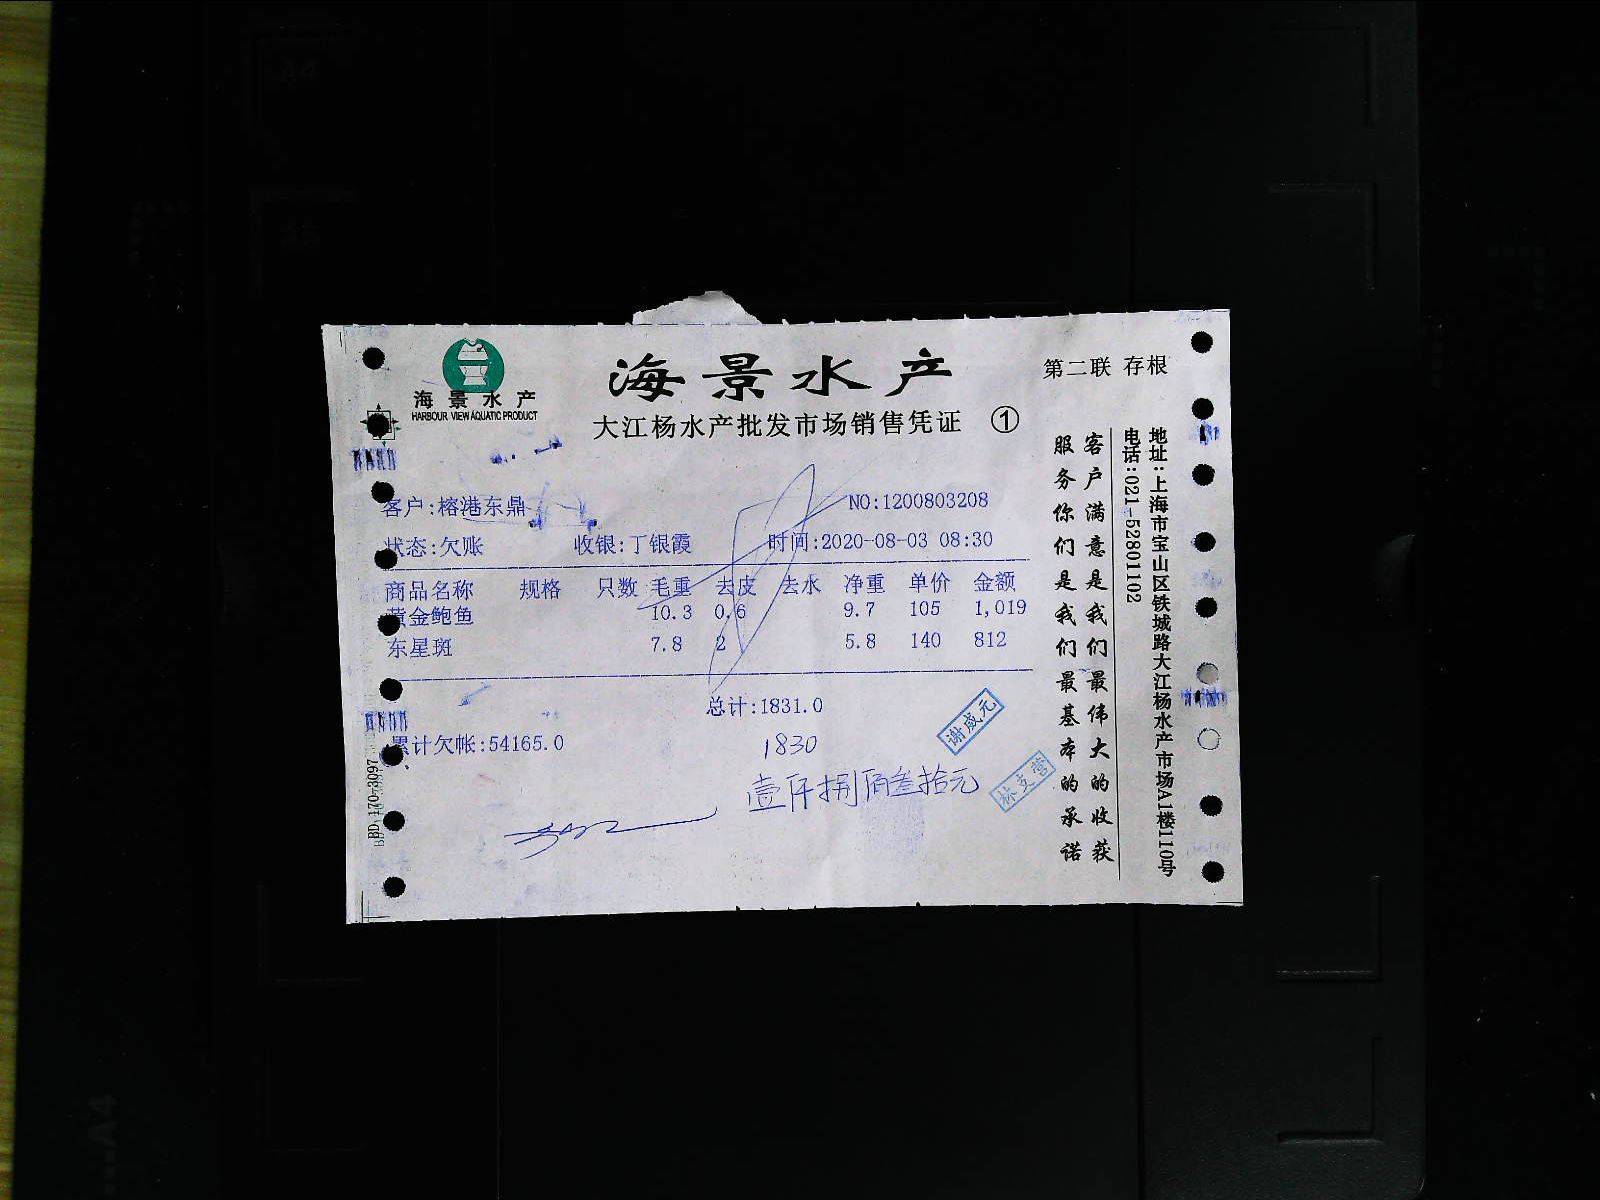 海景水产
HARBOUR VIEW AQUATIC PRODUCT
海景水产
第二联 存根
大江杨水产批发市场销售凭证 ①
客户:榕港东鼎 NO:1200803208
状态:欠账 收银:丁银霞 时间:2020-08-03 08:30
商品名称 规格 只数 毛重 去皮 去水 净重 单价 金额
黄金鲍鱼 10.3 0.6 9.7 105 1,019
东星斑 7.8 2 5.8 140 812
总计:1831.0
累计欠帐:54165.0 1830
壹仟捌佰叁拾元
谢威元
客户满意是我们最伟大的收获
服务你们是我们最基本的承诺
地址:上海市宝山区铁城路大江杨水产市场A1楼110号
电话:021-52801102
BD 170-3097